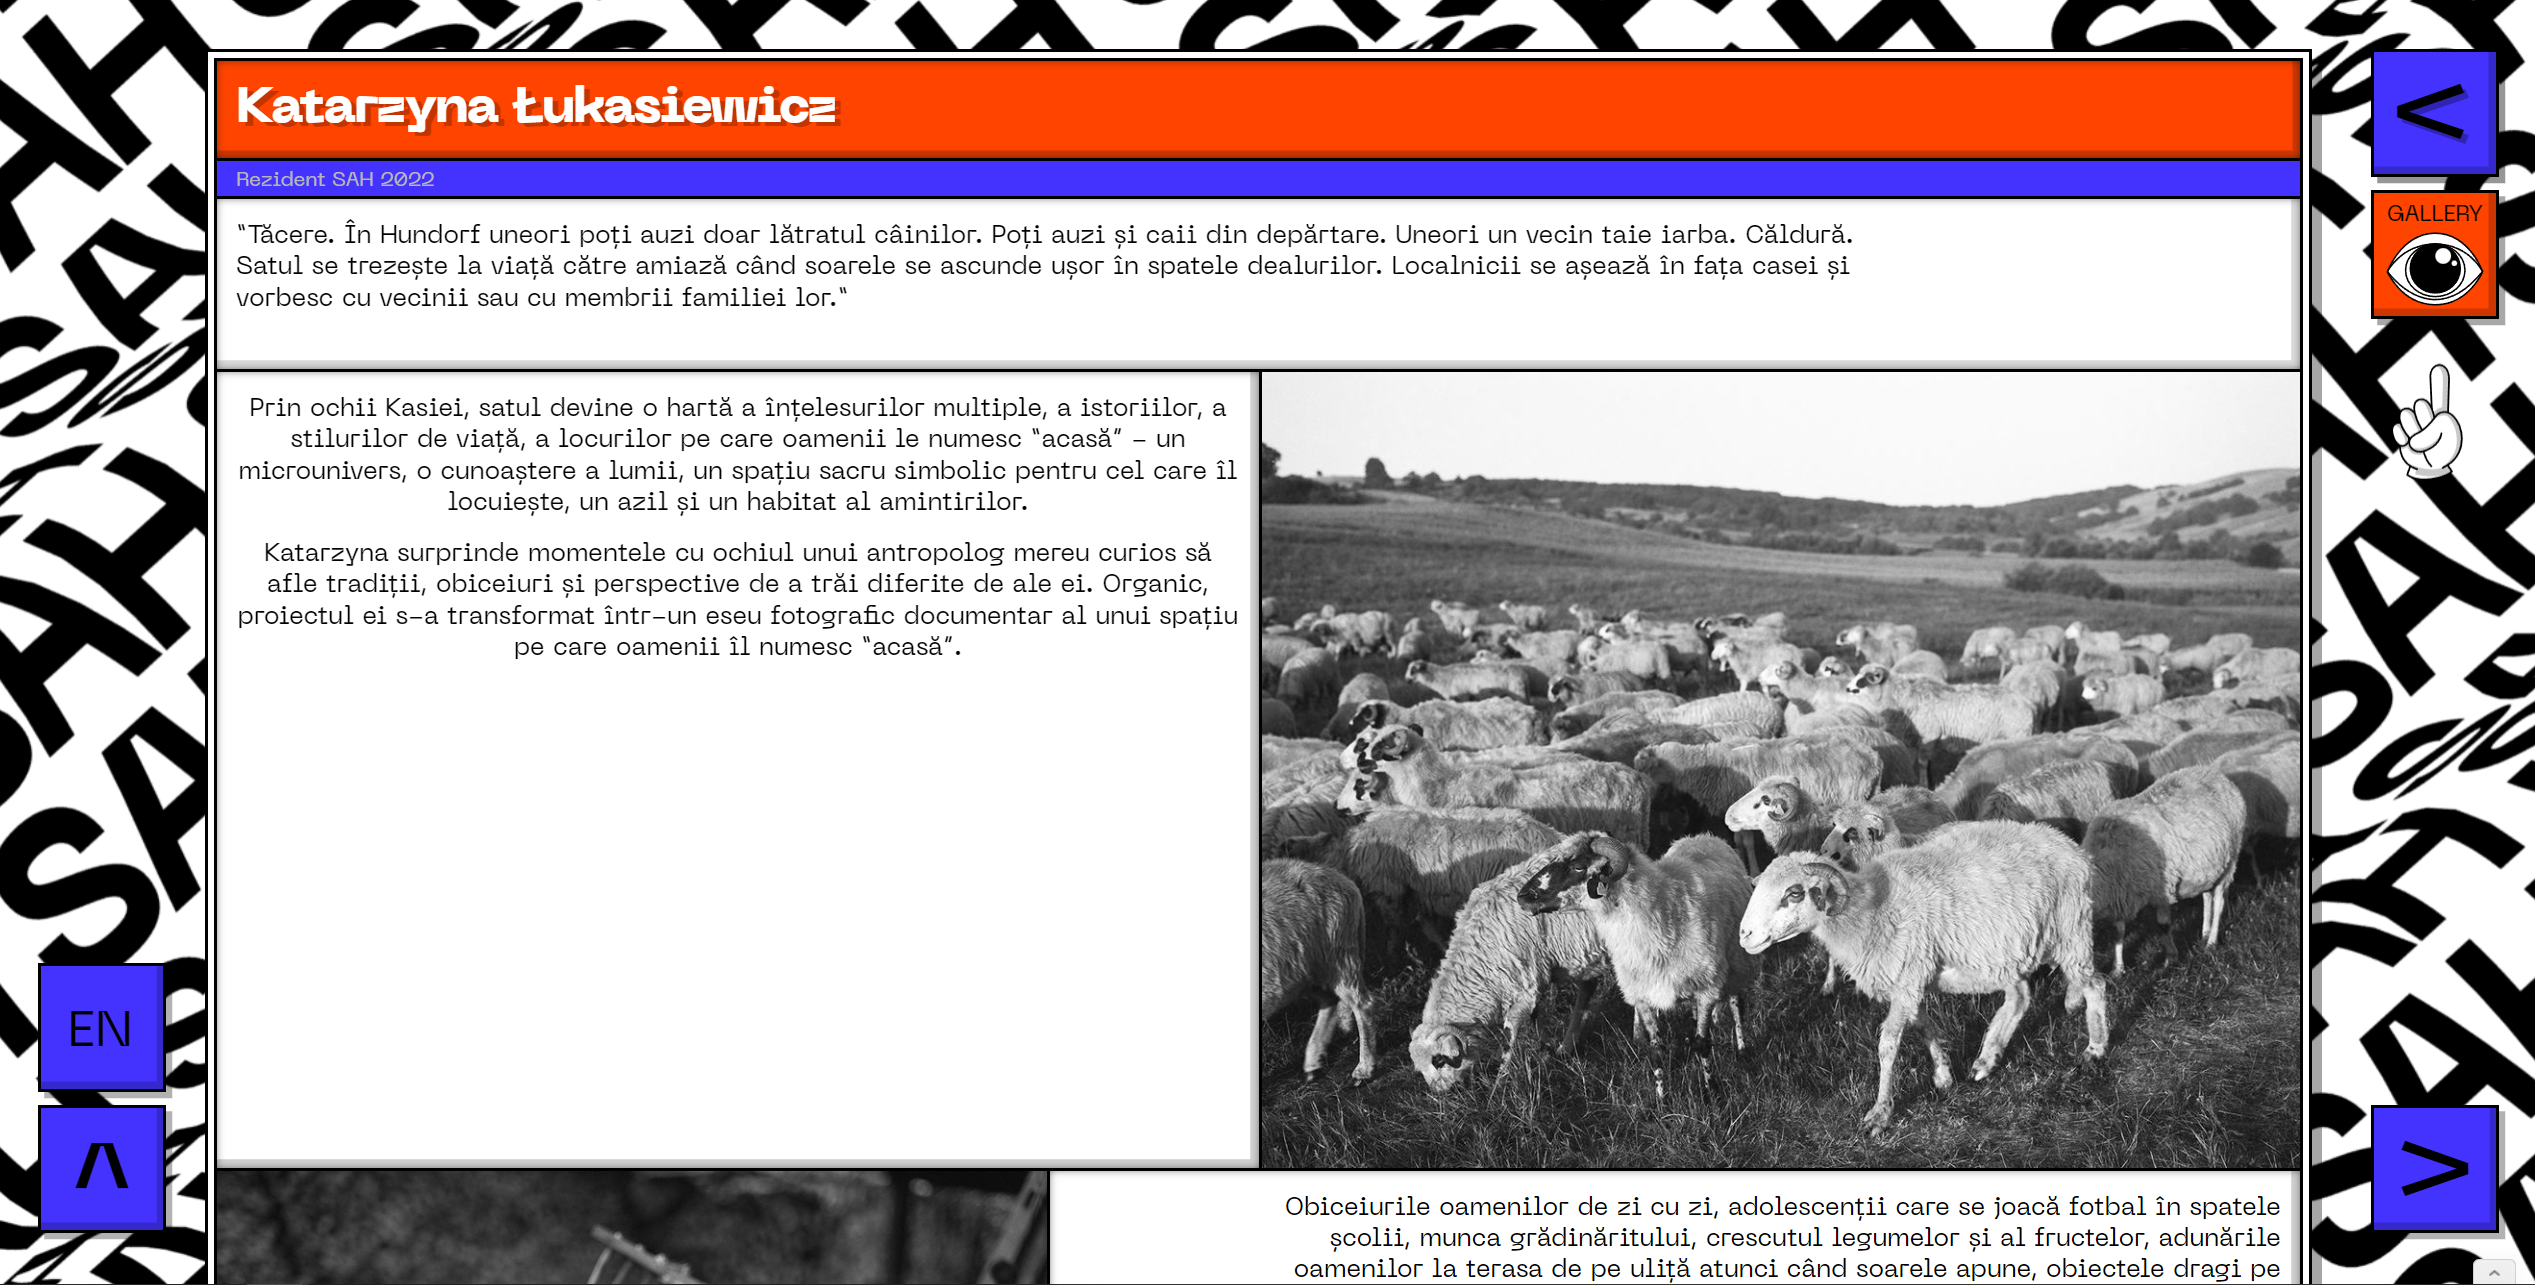 Katarzyna Łukasiewicz
Rezident SAH 2022
"Tăcere. În Hundorf uneori poți auzi doar lătratul câinilor. Poți auzi și caii din depărtare. Uneori un vecin taie iarba. Căldură.
Satul se trezește la viață către amiază când soarele se ascunde ușor în spatele dealurilor. Localnicii se așează în fața casei și
vorbesc cu vecinii sau cu membrii familiei lor."
Prin ochii Kasiei, satul devine o hartă a înțelesurilor multiple, a istoriilor, a
stilurilor de viață, a locurilor pe care oamenii le numesc "acasă" – un
microunivers, o cunoaștere a lumii, un spațiu sacru simbolic pentru cel care îl
locuiește, un azil și un habitat al amintirilor.
Katarzyna surprinde momentele cu ochiul unui antropolog mereu curios să
afle tradiții, obiceiuri și perspective de a trăi diferite de ale ei. Organic,
proiectul ei s-a transformat într-un eseu fotografic documentar al unui spațiu
pe care oamenii îl numesc "acasă".
Obiceiurile oamenilor de zi cu zi, adolescenții care se joacă fotbal în spatele
școlii, munca grădinăritului, crescutul legumelor și al fructelor, adunările
oamenilor la terasa de pe uliță atunci când soarele apune, obiectele dragi pe
<
GALLERY
EN
Λ
>
SAH